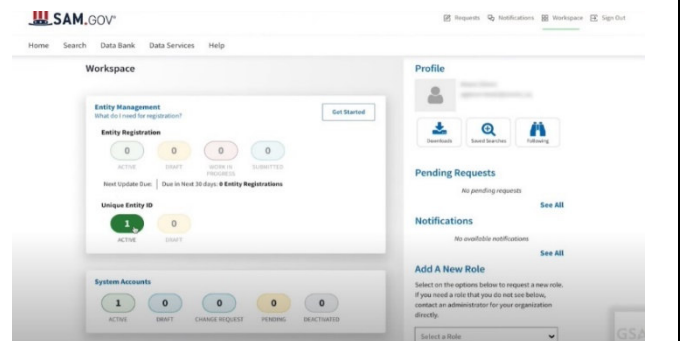 SAM.GOV®
Requests Notifications Workspace Sign Out
Home Search Data Bank Data Services Help
Workspace
Entity Management
What do I need for registration?
Get Started
Entity Registration
0 0 0 0
ACTIVE DRAFT WORK IN PROGRESS SUBMITTED
Next Update Due: Due in Next 30 days: 0 Entity Registrations
Unique Entity ID
1 0
ACTIVE DRAFT
System Accounts
1 0 0 0 0
ACTIVE DRAFT CHANGE REQUEST PENDING DEACTIVATED
Profile
Downloads Saved Searches Following
Pending Requests
No pending requests
See All
Notifications
No available notifications
See All
Add A New Role
Select on the options below to request a new role.
If you need a role that you do not see below,
contact an administrator for your organization
directly.
Select a Role
GSA